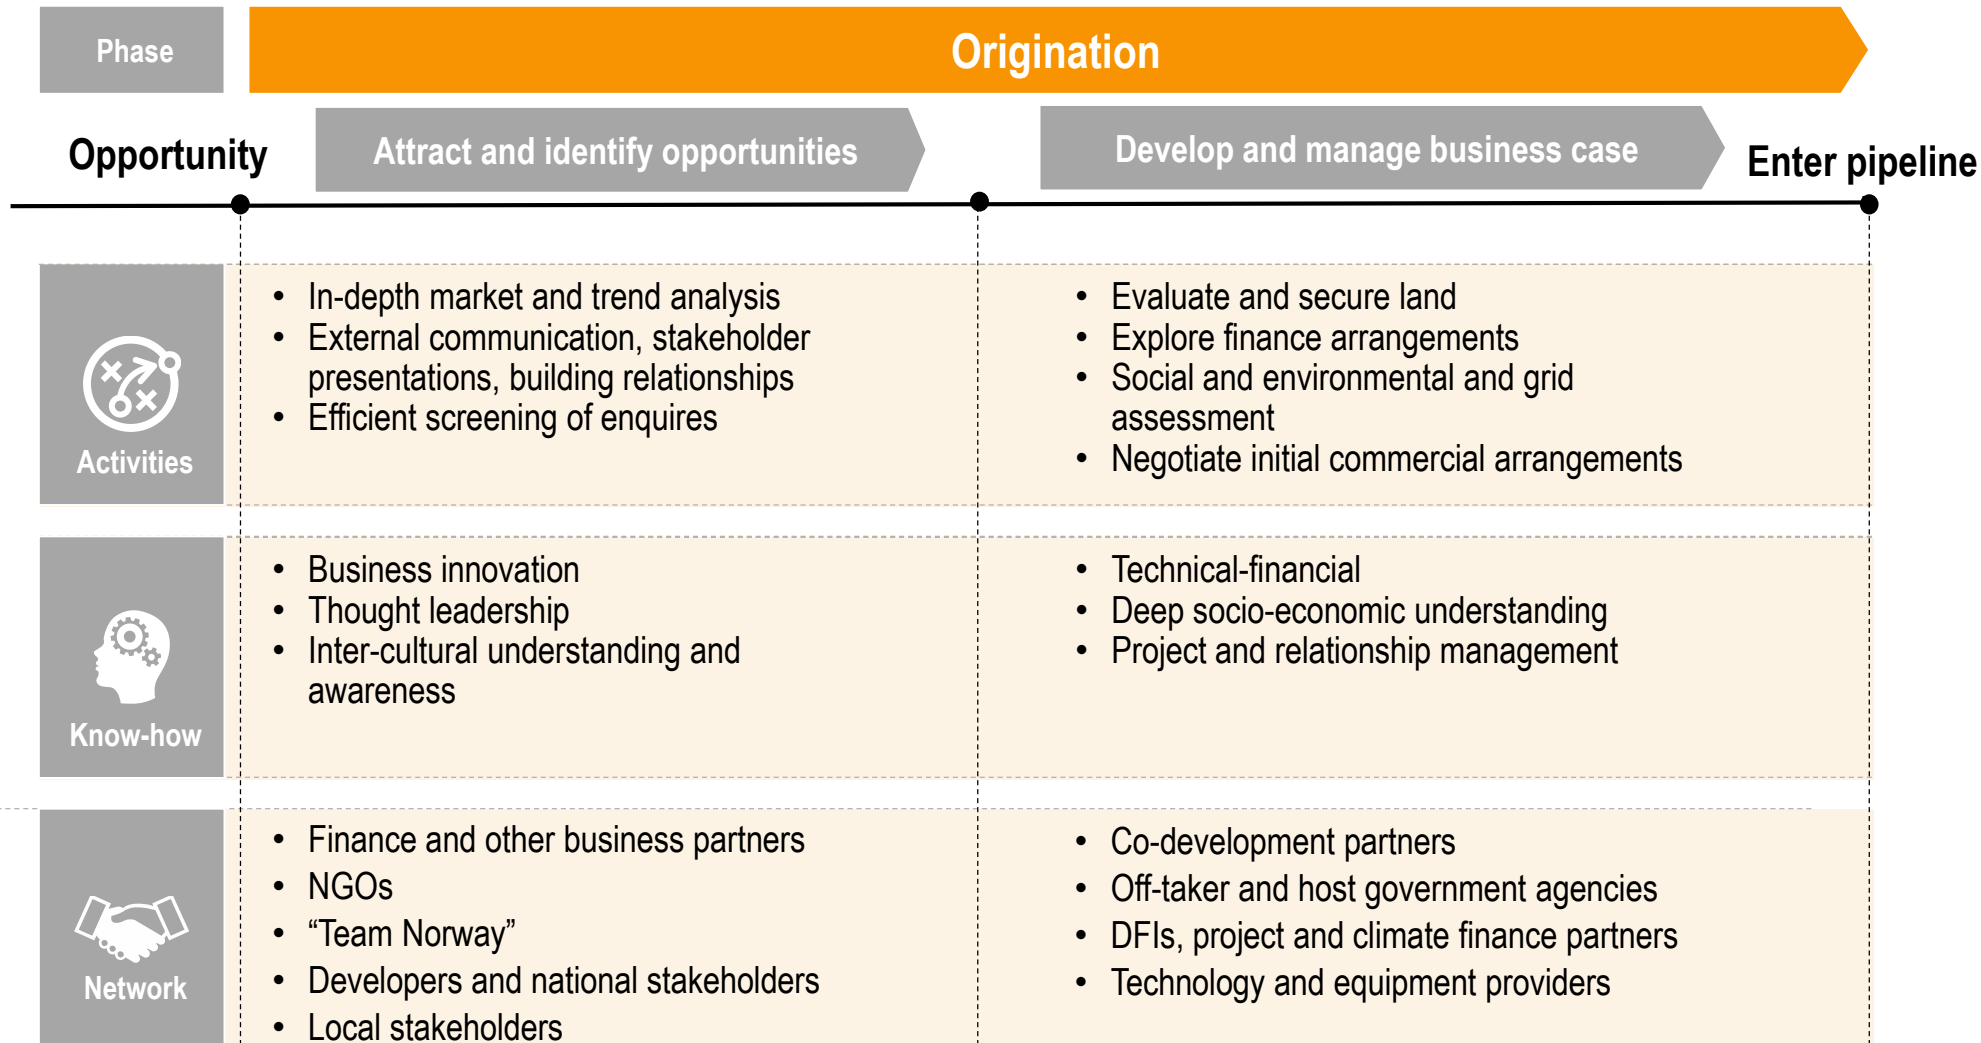 Phase
Origination
Opportunity
Attract and identify opportunities
Develop and manage business case
Enter pipeline
Activities
• In-depth market and trend analysis
• External communication, stakeholder
presentations, building relationships
• Efficient screening of enquires
• Evaluate and secure land
• Explore finance arrangements
• Social and environmental and grid
assessment
• Negotiate initial commercial arrangements
Know-how
• Business innovation
• Thought leadership
• Inter-cultural understanding and
awareness
• Technical-financial
• Deep socio-economic understanding
• Project and relationship management
Network
• Finance and other business partners
• NGOs
• “Team Norway”
• Developers and national stakeholders
• Local stakeholders
• Co-development partners
• Off-taker and host government agencies
• DFIs, project and climate finance partners
• Technology and equipment providers